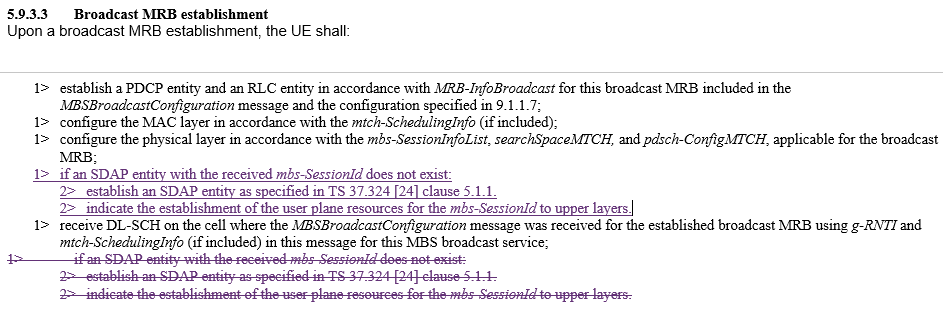 5.9.3.3 Broadcast MRB establishment
Upon a broadcast MRB establishment, the UE shall:
1> establish a PDCP entity and an RLC entity in accordance with MRB-InfoBroadcast for this broadcast MRB included in the
MBSBroadcastConfiguration message and the configuration specified in 9.1.1.7;
1> configure the MAC layer in accordance with the mtch-SchedulingInfo (if included);
1> configure the physical layer in accordance with the mbs-SessionInfoList, searchSpaceMTCH, and pdsch-ConfigMTCH, applicable for the broadcast
MRB;
1> if an SDAP entity with the received mbs-SessionId does not exist:
2> establish an SDAP entity as specified in TS 37.324 [24] clause 5.1.1.
2> indicate the establishment of the user plane resources for the mbs-SessionId to upper layers.
1> receive DL-SCH on the cell where the MBSBroadcastConfiguration message was received for the established broadcast MRB using g-RNTI and
mtch-SchedulingInfo (if included) in this message for this MBS broadcast service;
1> if an SDAP entity with the received mbs-SessionId does not exist:
2> establish an SDAP entity as specified in TS 37.324 [24] clause 5.1.1.
2> indicate the establishment of the user plane resources for the mbs-SessionId to upper layers.